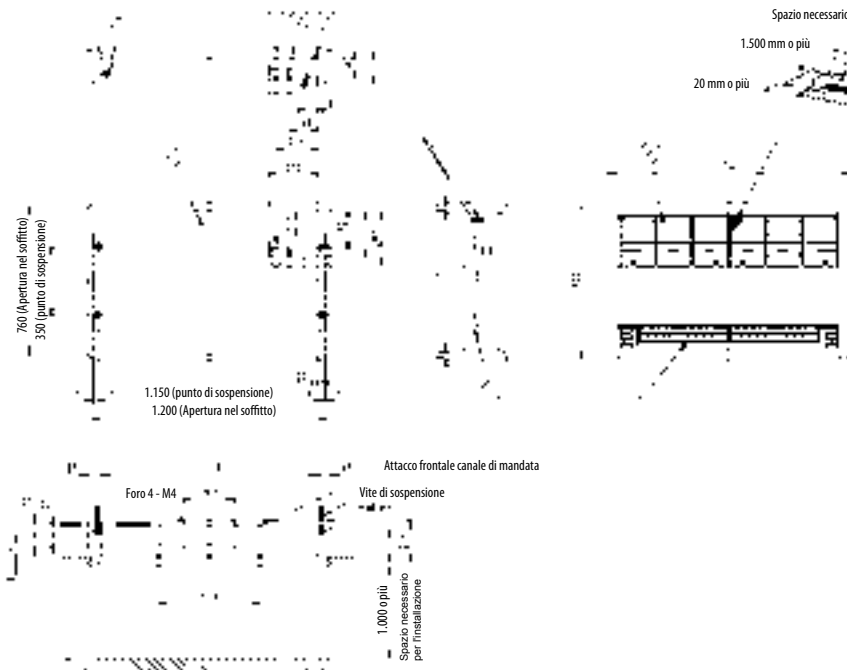 Spazio necessario
1.500 mm o più
20 mm o più
760 (Apertura nel soffitto)
350 (punto di sospensione)
1.150 (punto di sospensione)
1.200 (Apertura nel soffitto)
Attacco frontale canale di mandata
Foro 4 - M4
Vite di sospensione
1.000 o più
Spazio necessario
per l'installazione